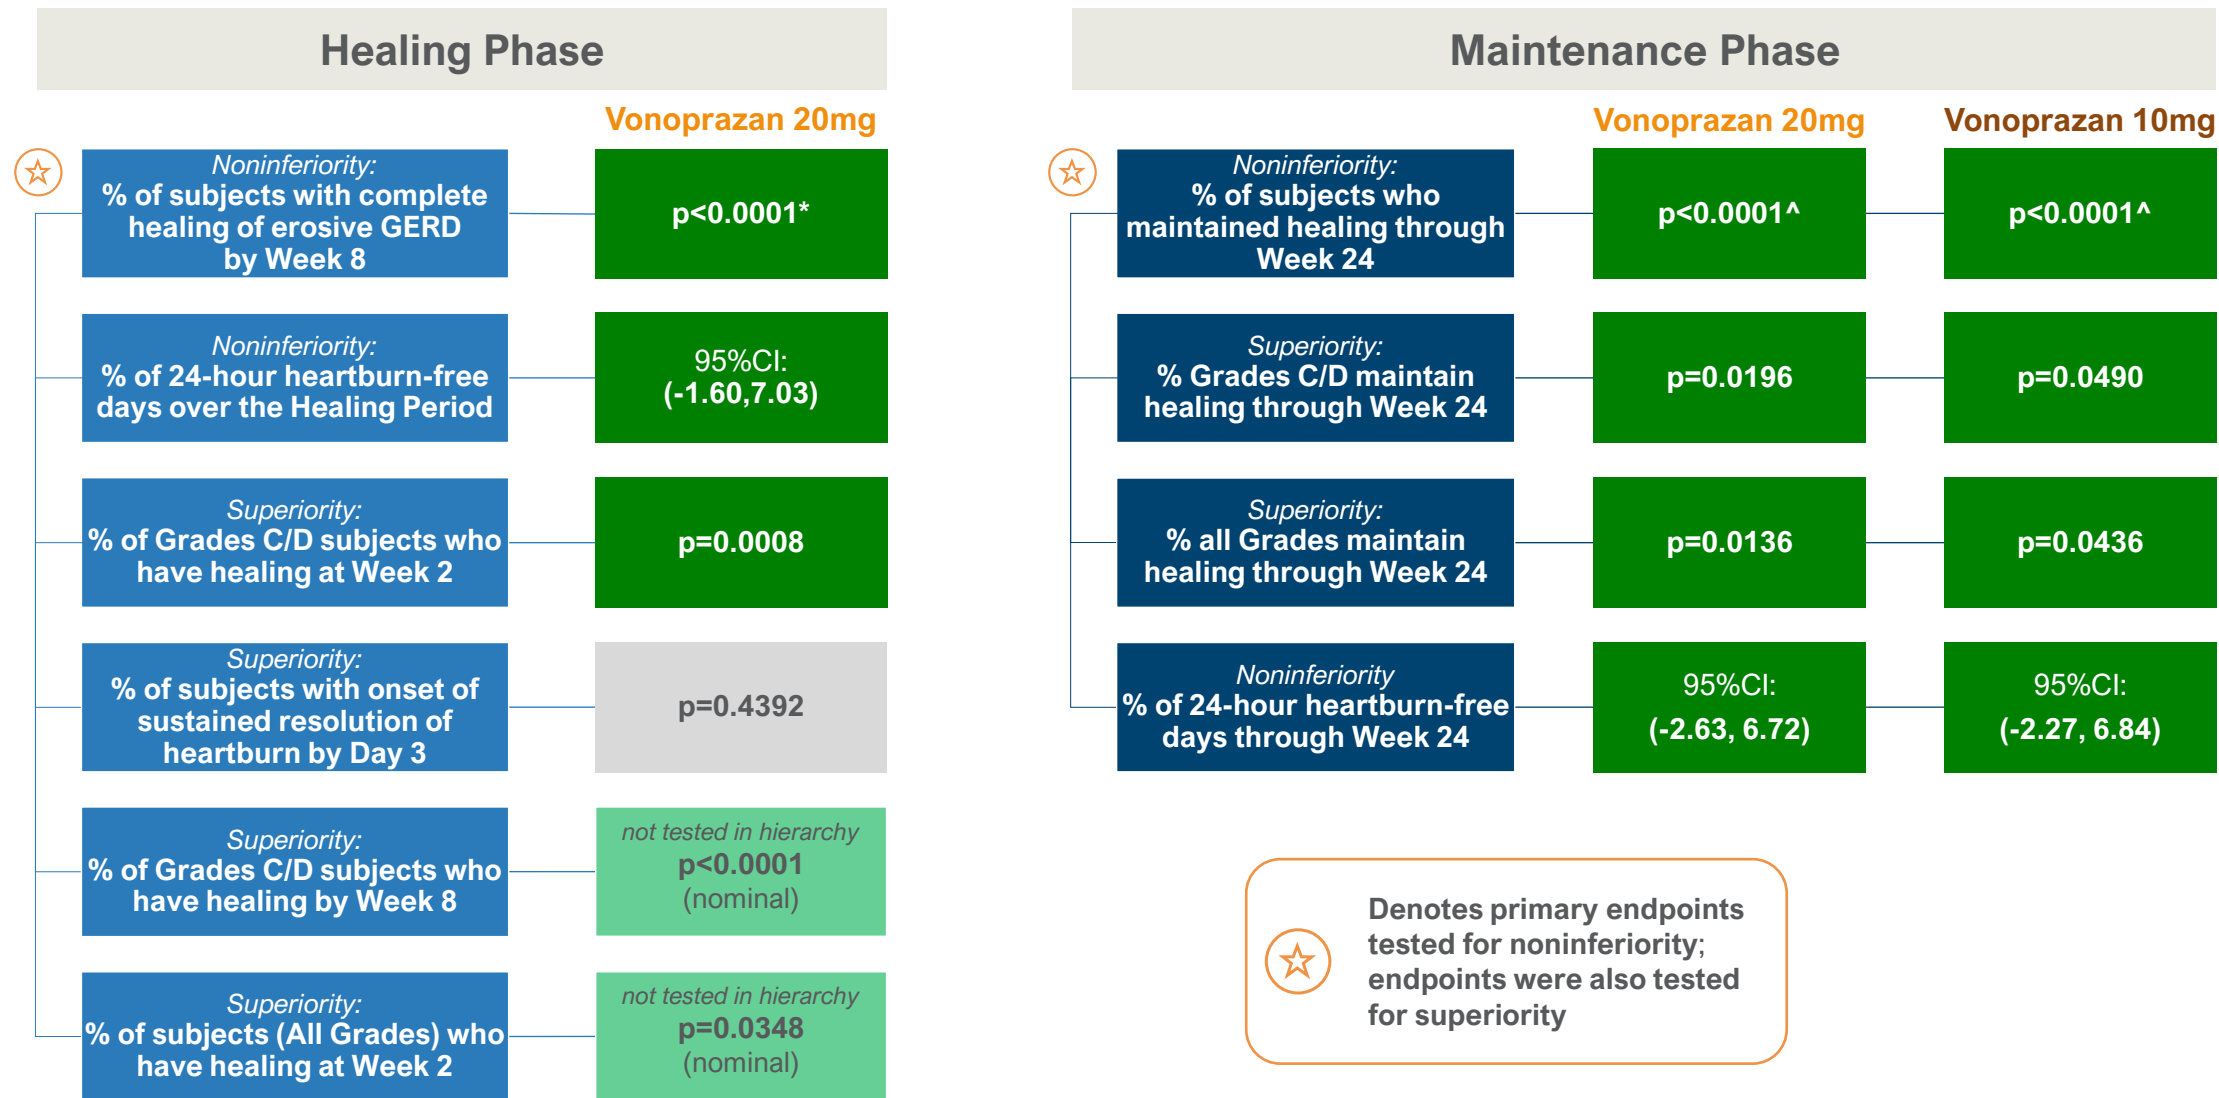 Healing Phase
Vonoprazan 20mg
Noninferiority:
% of subjects with complete
healing of erosive GERD
by Week 8
p<0.0001*
Noninferiority:
% of 24-hour heartburn-free
days over the Healing Period
95%CI:
(-1.60,7.03)
Superiority:
% of Grades C/D subjects who
have healing at Week 2
p=0.0008
Superiority:
% of subjects with onset of
sustained resolution of
heartburn by Day 3
p=0.4392
Superiority:
% of Grades C/D subjects who
have healing by Week 8
not tested in hierarchy
p<0.0001
(nominal)
Superiority:
% of subjects (All Grades) who
have healing at Week 2
not tested in hierarchy
p=0.0348
(nominal)
Maintenance Phase
Vonoprazan 20mg
Vonoprazan 10mg
Noninferiority:
% of subjects who
maintained healing through
Week 24
p<0.0001^
p<0.0001^
Superiority:
% Grades C/D maintain
healing through Week 24
p=0.0196
p=0.0490
Superiority:
% all Grades maintain
healing through Week 24
p=0.0136
p=0.0436
Noninferiority
% of 24-hour heartburn-free
days through Week 24
95%CI:
(-2.63, 6.72)
95%CI:
(-2.27, 6.84)
Denotes primary endpoints
tested for noninferiority;
endpoints were also tested
for superiority